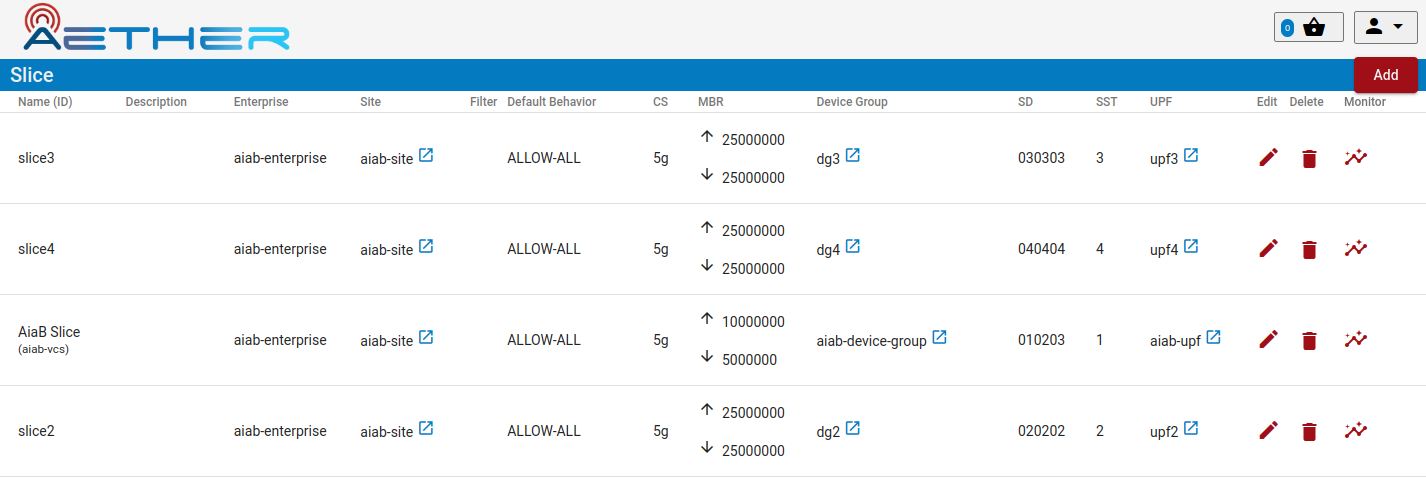 AETHER
0
Slice Add
Name (ID) Description Enterprise Site Filter Default Behavior CS MBR Device Group SD SST UPF Edit Delete Monitor
slice3 aiab-enterprise aiab-site ALLOW-ALL 5g 25000000 dg3 030303 3 upf3
25000000
slice4 aiab-enterprise aiab-site ALLOW-ALL 5g 25000000 dg4 040404 4 upf4
25000000
AiaB Slice aiab-enterprise aiab-site ALLOW-ALL 5g 10000000 aiab-device-group 010203 1 aiab-upf
(aiab-vcs) 5000000
slice2 aiab-enterprise aiab-site ALLOW-ALL 5g 25000000 dg2 020202 2 upf2
25000000